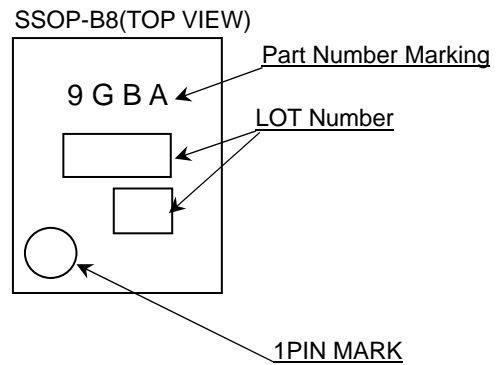 SSOP-B8(TOP VIEW)
Part Number Marking
9 G B A
LOT Number
1PIN MARK